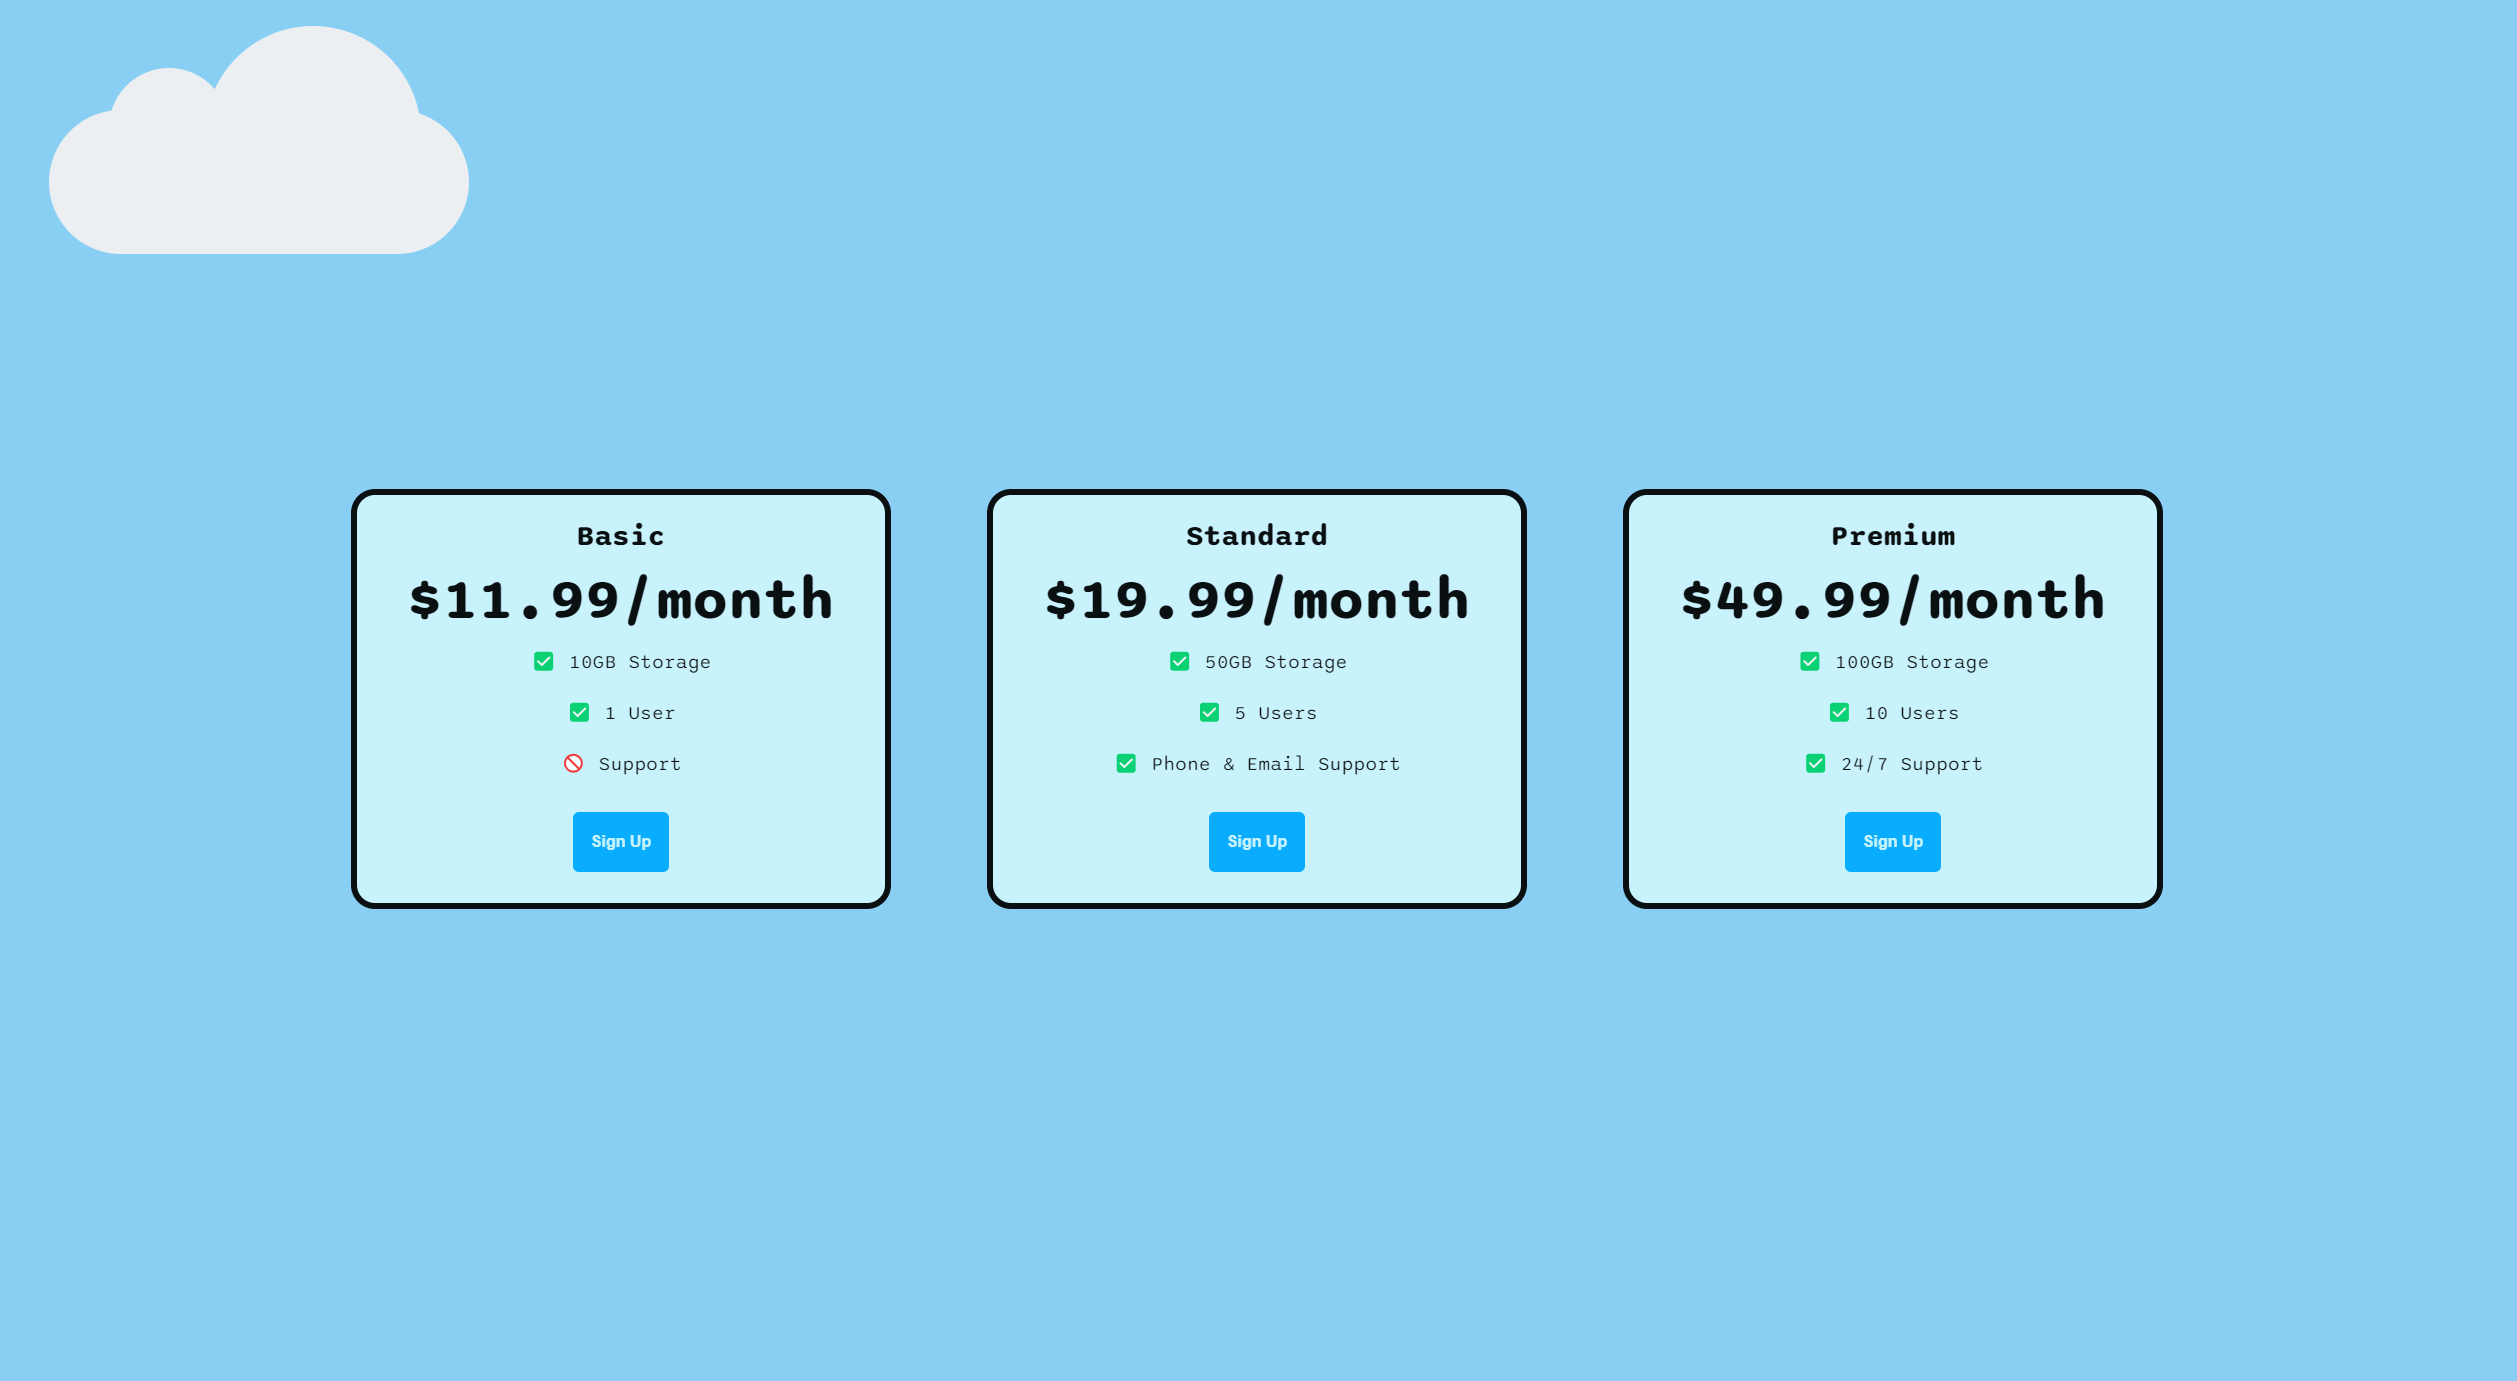 Basic
$11.99/month
10GB Storage
1 User
Support
Sign Up
Standard
$19.99/month
50GB Storage
5 Users
Phone & Email Support
Sign Up
Premium
$49.99/month
100GB Storage
10 Users
24/7 Support
Sign Up